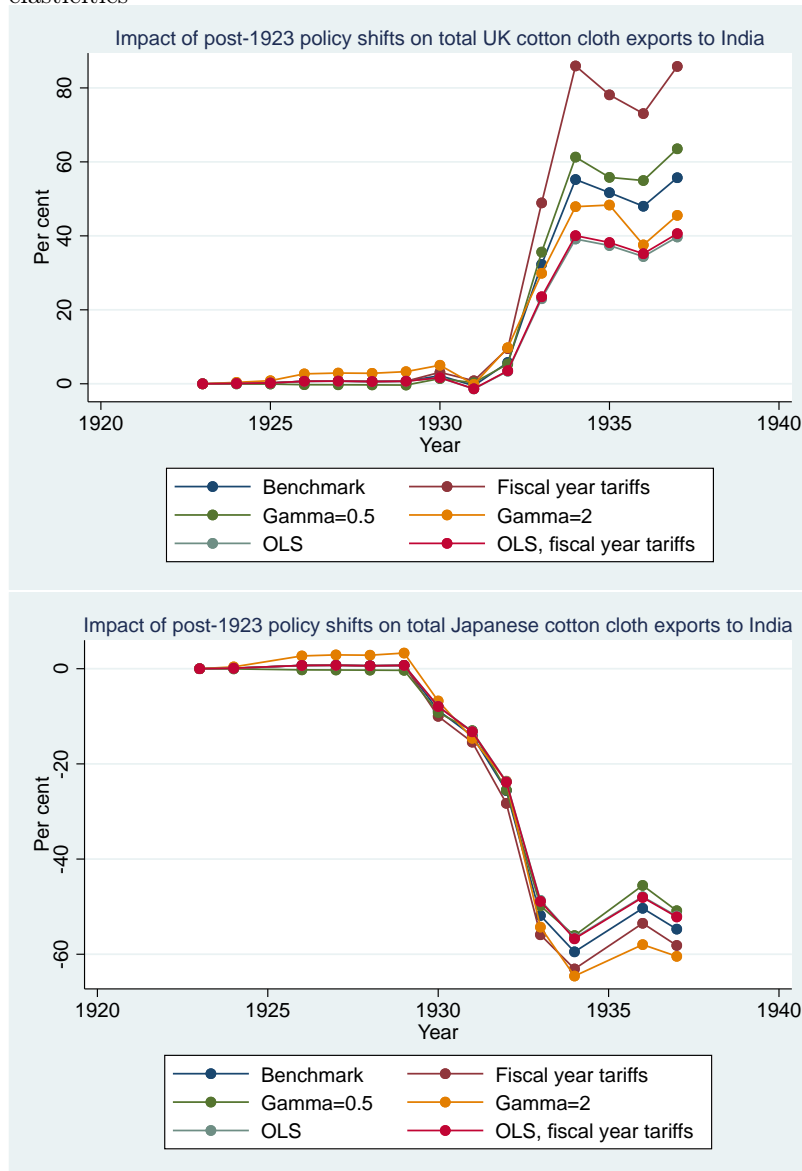 elasticities
Impact of post-1923 policy shifts on total UK cotton cloth exports to India
80
60
40
20
0
Per cent
1920 1925 1930 1935 1940
Year
Benchmark Fiscal year tariffs
Gamma=0.5 Gamma=2
OLS OLS, fiscal year tariffs
Impact of post-1923 policy shifts on total Japanese cotton cloth exports to India
0
-20
-40
-60
Per cent
1920 1925 1930 1935 1940
Year
Benchmark Fiscal year tariffs
Gamma=0.5 Gamma=2
OLS OLS, fiscal year tariffs